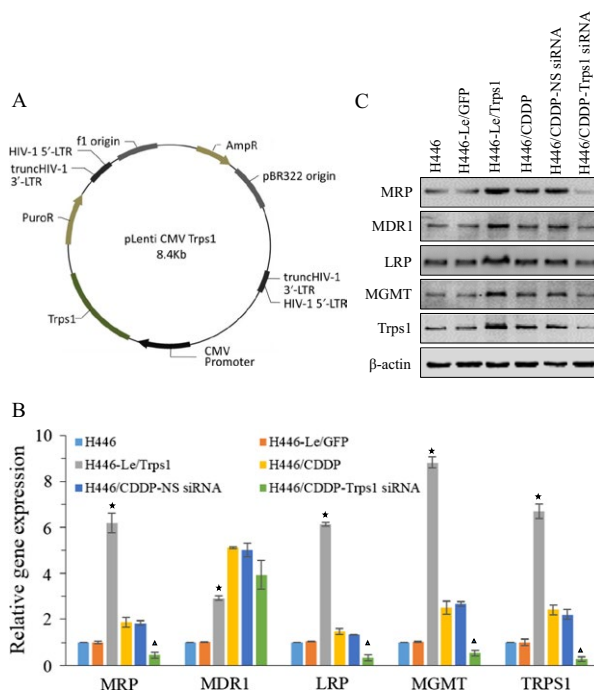 A
f1 origin
HIV-1 5′-LTR
truncHIV-1
3′-LTR
PuroR
Trps1
AmpR
pBR322 origin
pLenti CMV Trps1
8.4Kb
truncHIV-1
3′-LTR
HIV-1 5′-LTR
CMV
Promoter
C
H446
H446-Le/GFP
H446-Le/Trps1
H446/CDDP
H446/CDDP-NS siRNA
H446/CDDP-Trps1 siRNA
MRP
MDR1
LRP
MGMT
Trps1
β-actin
B
Relative gene expression
10
8
6
4
2
0
H446
H446-Le/GFP
H446-Le/Trps1
H446/CDDP
H446/CDDP-NS siRNA
H446/CDDP-Trps1 siRNA
MRP
MDR1
LRP
MGMT
TRPS1